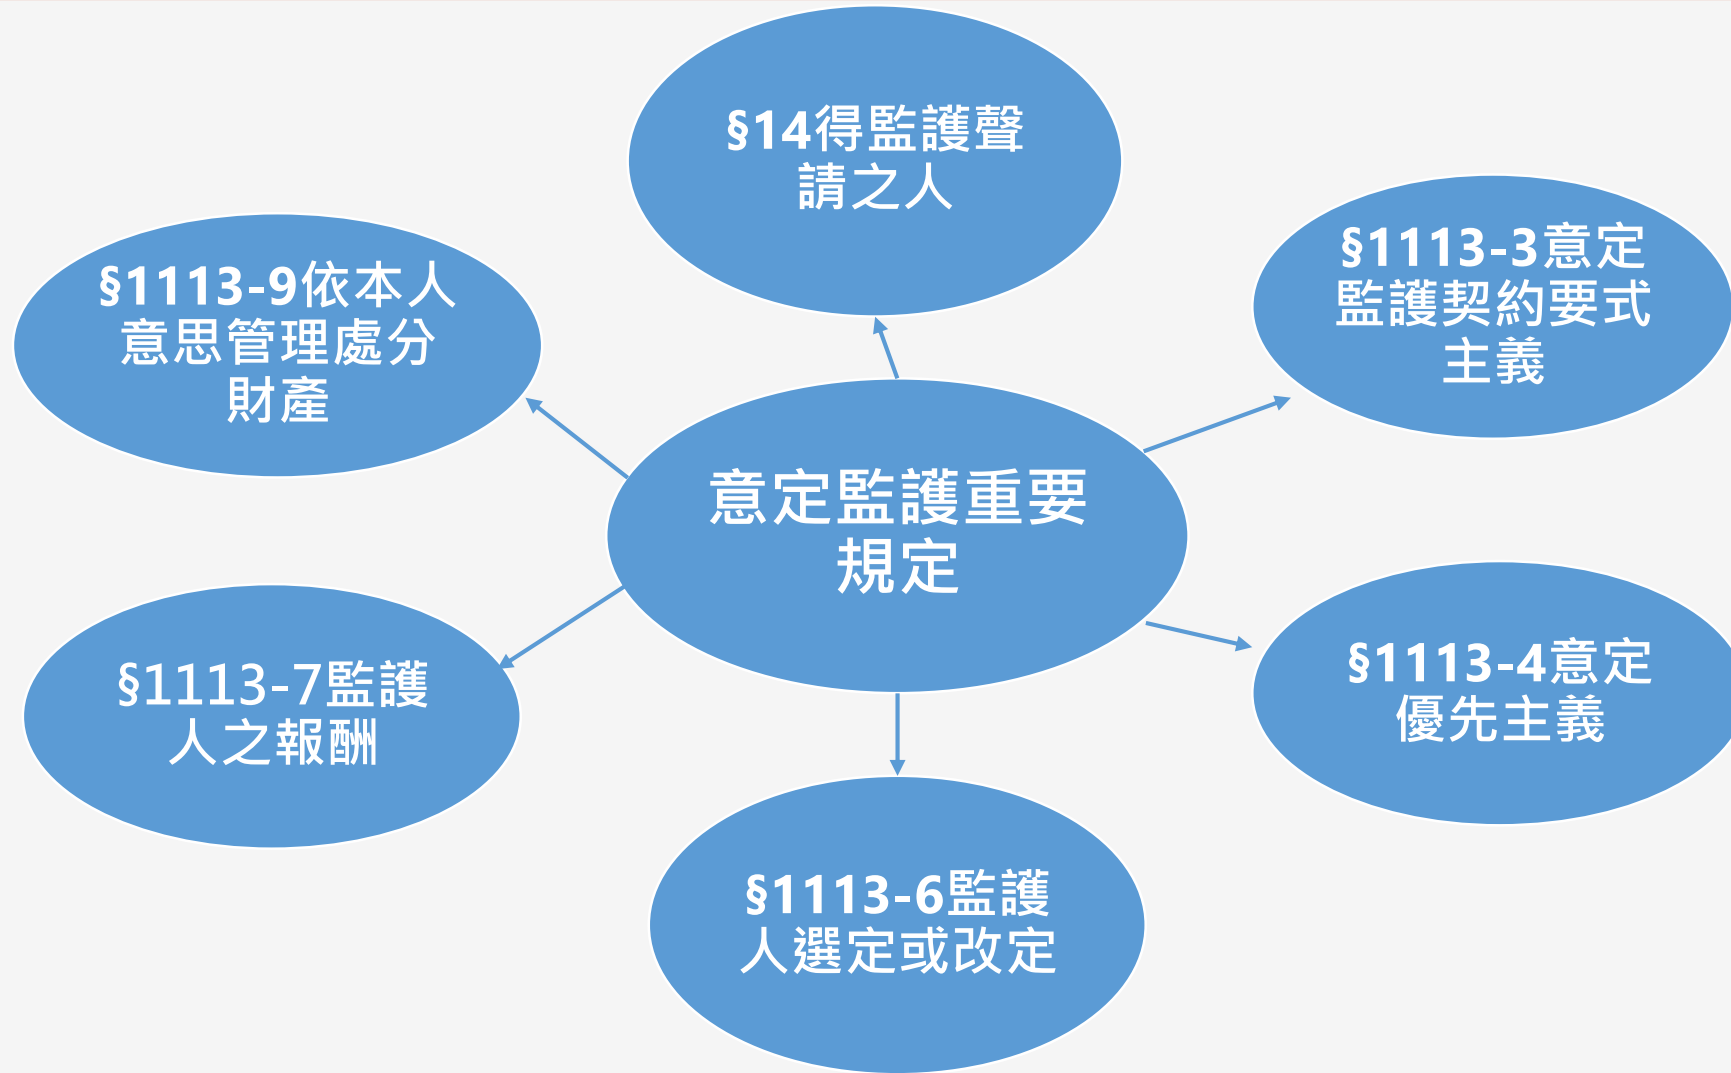 §14得監護聲
請之人
§1113-3意定
監護契約要式
主義
§1113-9依本人
意思管理處分
財產
意定監護重要
規定
§1113-4意定
優先主義
§1113-7監護
人之報酬
§1113-6監護
人選定或改定